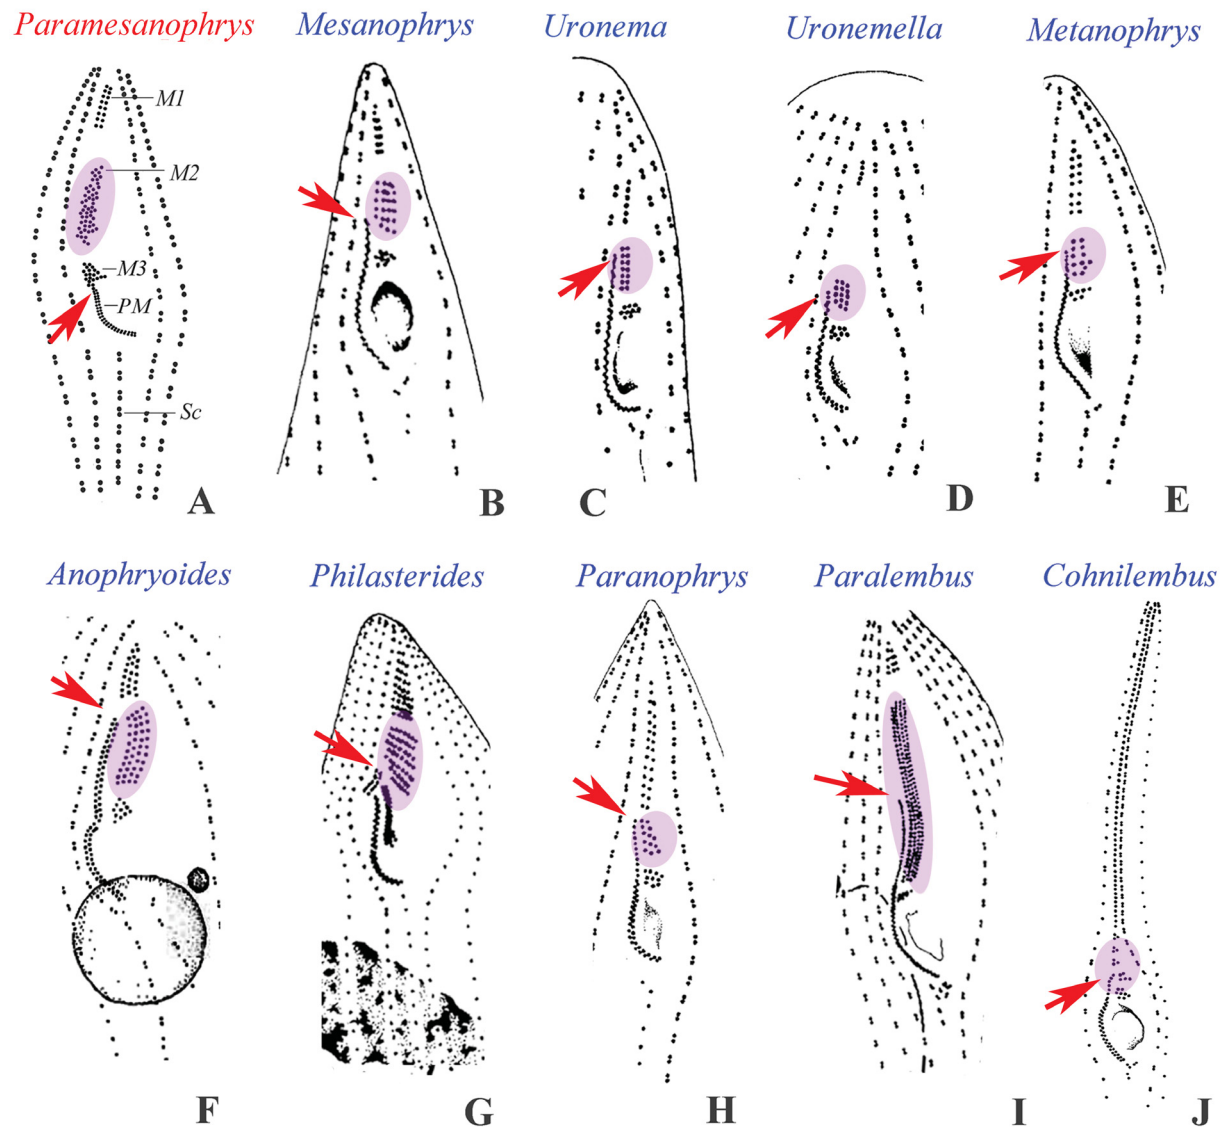 Paramesanophrys Mesanophrys Uronema Uronemella Metanophrys
M1
M2
M3
PM
Sc
A B C D E
Anophryoides Philasterides Paranophrys Paralembus Cohnilembus
F G H I J